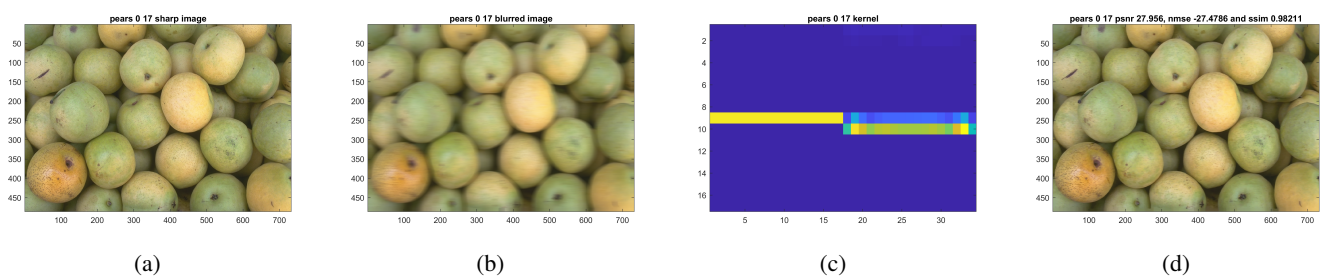 pears 0 17 sharp image
50
100
150
200
250
300
350
400
450
100 200 300 400 500 600 700
(a)
pears 0 17 blurred image
50
100
150
200
250
300
350
400
450
100 200 300 400 500 600 700
(b)
pears 0 17 kernel
2
4
6
8
10
12
14
16
5 10 15 20 25 30
(c)
pears 0 17 psnr 27.956, nmse -27.4786 and ssim 0.98211
50
100
150
200
250
300
350
400
450
100 200 300 400 500 600 700
(d)